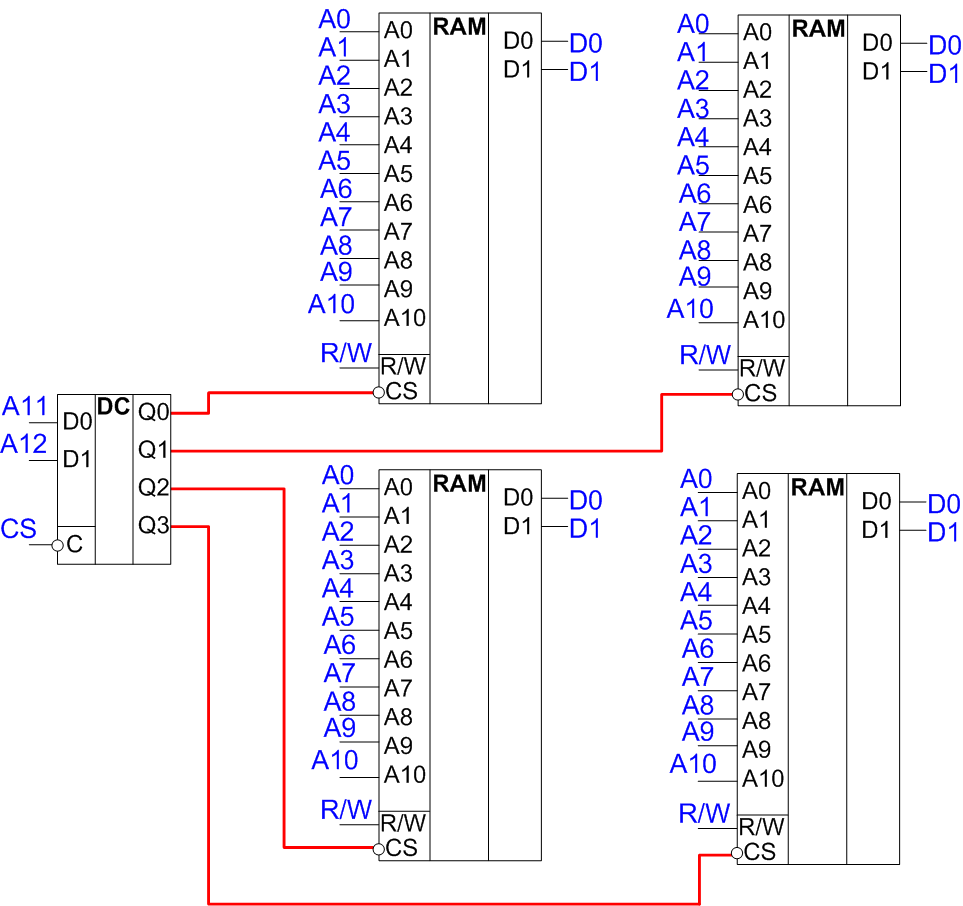 A0 A0 RAM D0 D0
A1 A1 D1 D1
A2 A2
A3 A3
A4 A4
A5 A5
A6 A6
A7 A7
A8 A8
A9 A9
A10 A10
R/W R/W
CS
A0 A0 RAM D0 D0
A1 A1 D1 D1
A2 A2
A3 A3
A4 A4
A5 A5
A6 A6
A7 A7
A8 A8
A9 A9
A10 A10
R/W R/W
CS
A11 D0 DC Q0
A12 D1 Q1
Q2
CS C Q3
A0 A0 RAM D0 D0
A1 A1 D1 D1
A2 A2
A3 A3
A4 A4
A5 A5
A6 A6
A7 A7
A8 A8
A9 A9
A10 A10
R/W R/W
CS
A0 A0 RAM D0 D0
A1 A1 D1 D1
A2 A2
A3 A3
A4 A4
A5 A5
A6 A6
A7 A7
A8 A8
A9 A9
A10 A10
R/W R/W
CS